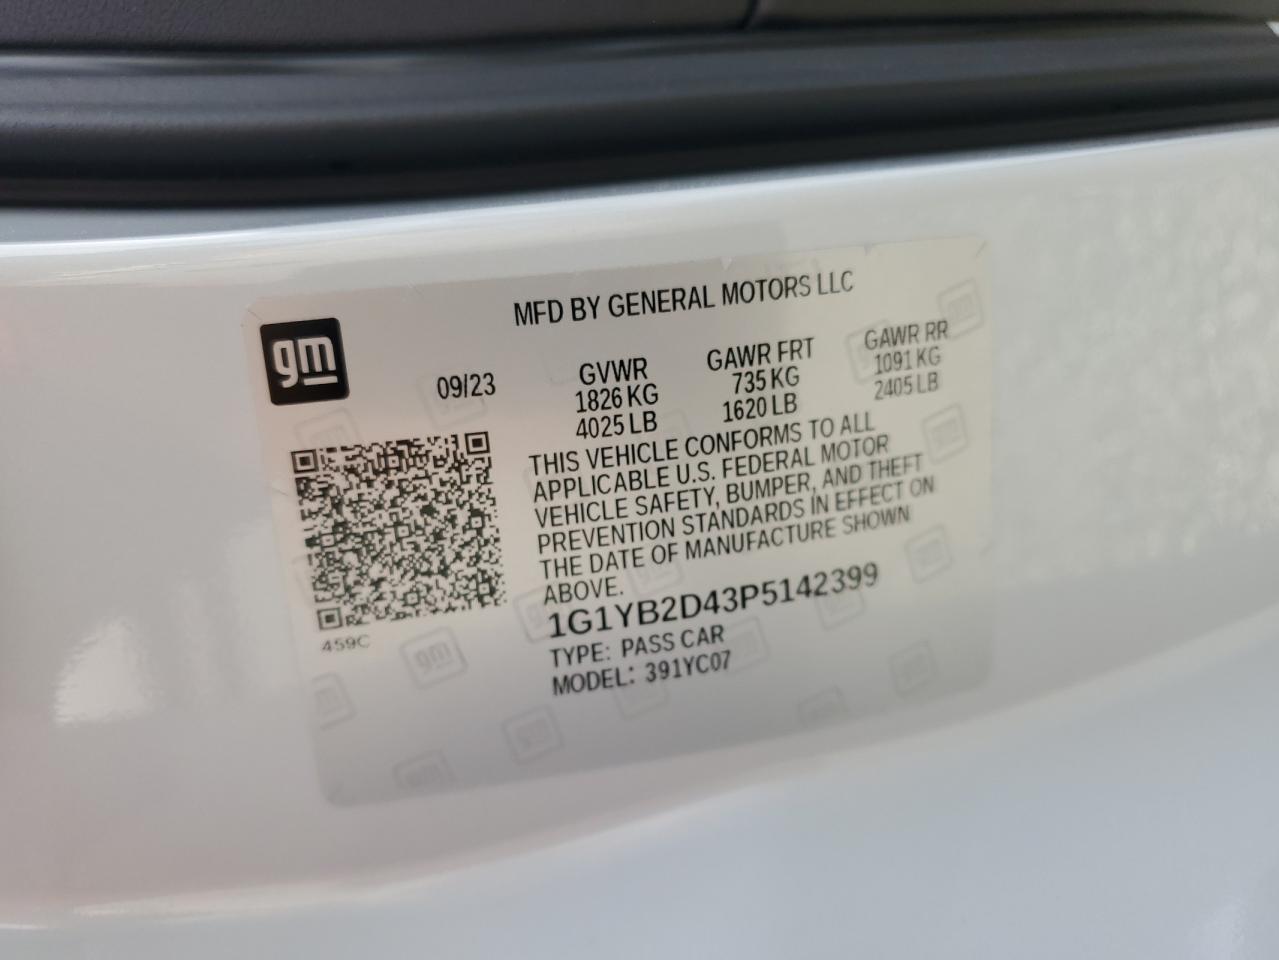 MFD BY GENERAL MOTORS LLC
gm
09/23
GVWR
1826 KG
4025 LB
GAWR FRT
735 KG
1620 LB
GAWR RR
1091 KG
2405 LB
THIS VEHICLE CONFORMS TO ALL
APPLICABLE U.S. FEDERAL MOTOR
VEHICLE SAFETY, BUMPER, AND THEFT
PREVENTION STANDARDS IN EFFECT ON
THE DATE OF MANUFACTURE SHOWN
ABOVE.
1G1YB2D43P5142399
TYPE: PASS CAR
MODEL: 391YC07
459C